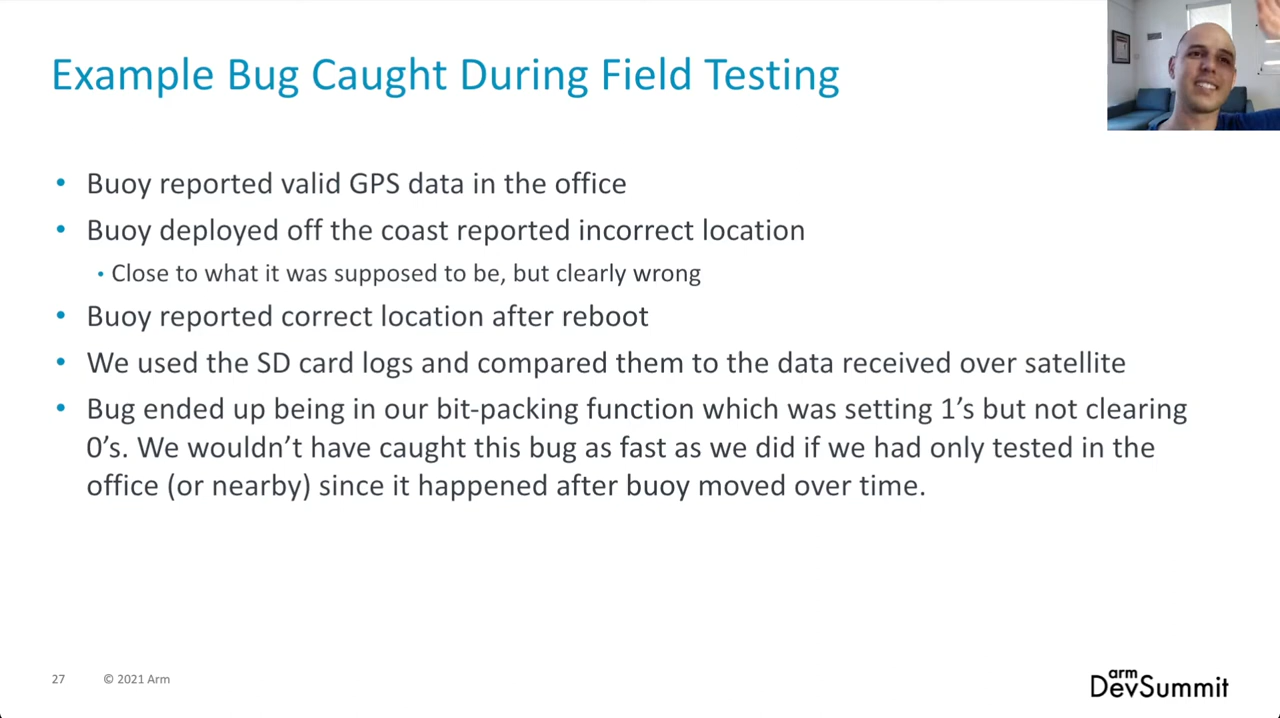 Example Bug Caught During Field Testing
• Buoy reported valid GPS data in the office
• Buoy deployed off the coast reported incorrect location
• Close to what it was supposed to be, but clearly wrong
• Buoy reported correct location after reboot
• We used the SD card logs and compared them to the data received over satellite
• Bug ended up being in our bit-packing function which was setting 1’s but not clearing
0’s. We wouldn’t have caught this bug as fast as we did if we had only tested in the
office (or nearby) since it happened after buoy moved over time.
27 © 2021 Arm
arm
DevSummit